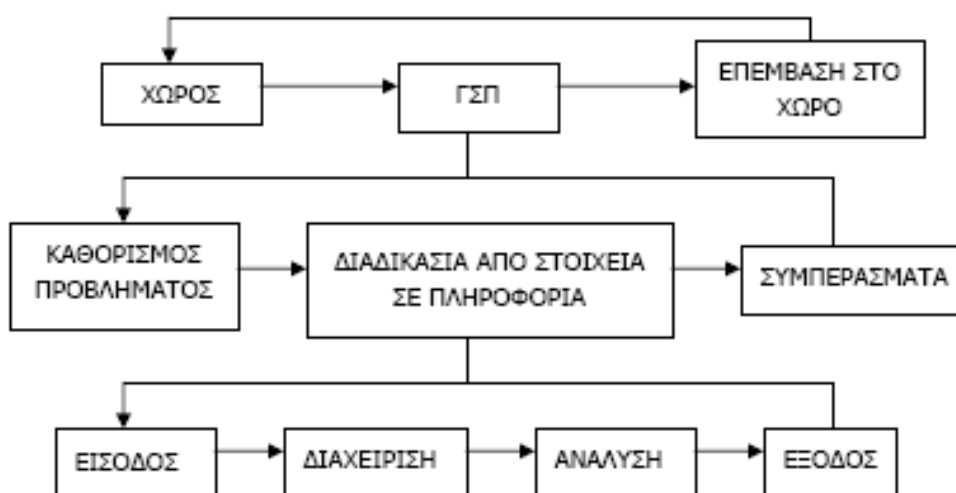 ΧΩΡΟΣ
ΓΣΠ
ΕΠΕΜΒΑΣΗ ΣΤΟ
ΧΩΡΟ
ΚΑΘΟΡΙΣΜΟΣ
ΠΡΟΒΛΗΜΑΤΟΣ
ΔΙΑΔΙΚΑΣΙΑ ΑΠΟ ΣΤΟΙΧΕΙΑ
ΣΕ ΠΛΗΡΟΦΟΡΙΑ
ΣΥΜΠΕΡΑΣΜΑΤΑ
ΕΙΣΟΔΟΣ
ΔΙΑΧΕΙΡΙΣΗ
ΑΝΑΛΥΣΗ
ΕΞΟΔΟΣ